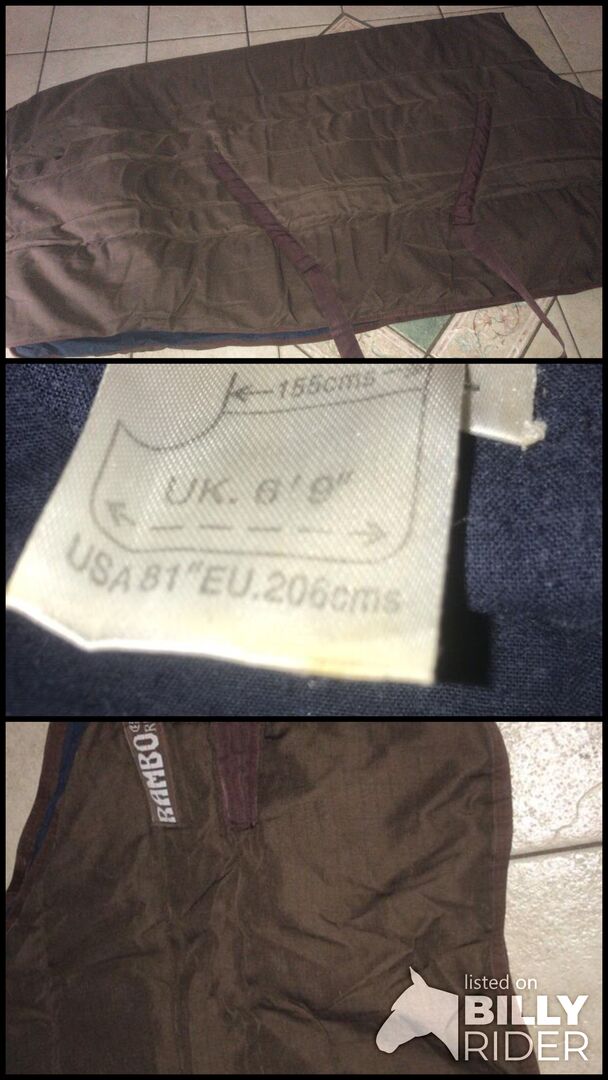 155cms
UK. 6'9"
USA 81" EU. 206cms
RAMBO
listed on
BILLY
RIDER